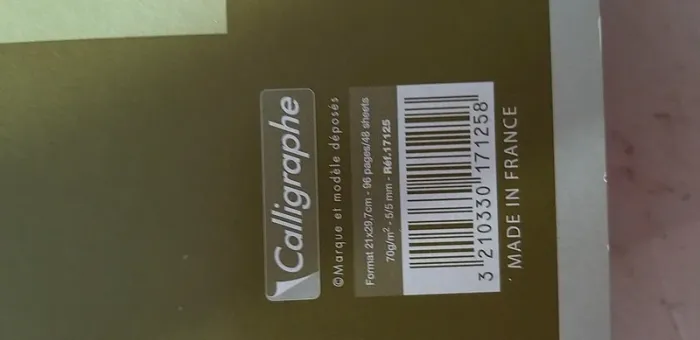 Calligraphe
©Marque et modèle déposés
Format 21x29,7cm - 96 pages/48 sheets
70g/m² - 5/5 mm - Réf.17125
3 210330 171258
MADE IN FRANCE